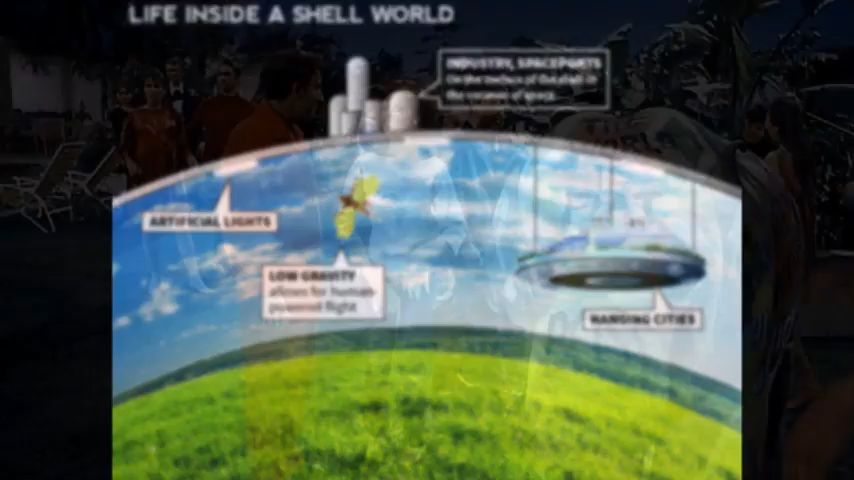 LIFE INSIDE A SHELL WORLD
INDUSTRY, SPACEPORTS
On the surface of the shell in
the vacuum of space
ARTIFICIAL LIGHTS
LOW GRAVITY
allows for human-
powered flight
HANGING CITIES